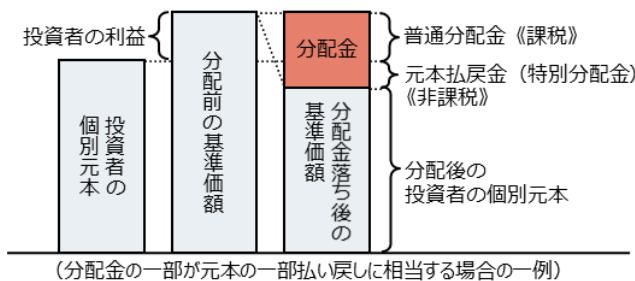 投資者の利益
投資者の
個別元本
分配前の基準価額
分配金
分配金落ち後の
基準価額
普通分配金《課税》
元本払戻金（特別分配金）
《非課税》
分配後の
投資者の個別元本
（分配金の一部が元本の一部払い戻しに相当する場合の一例）